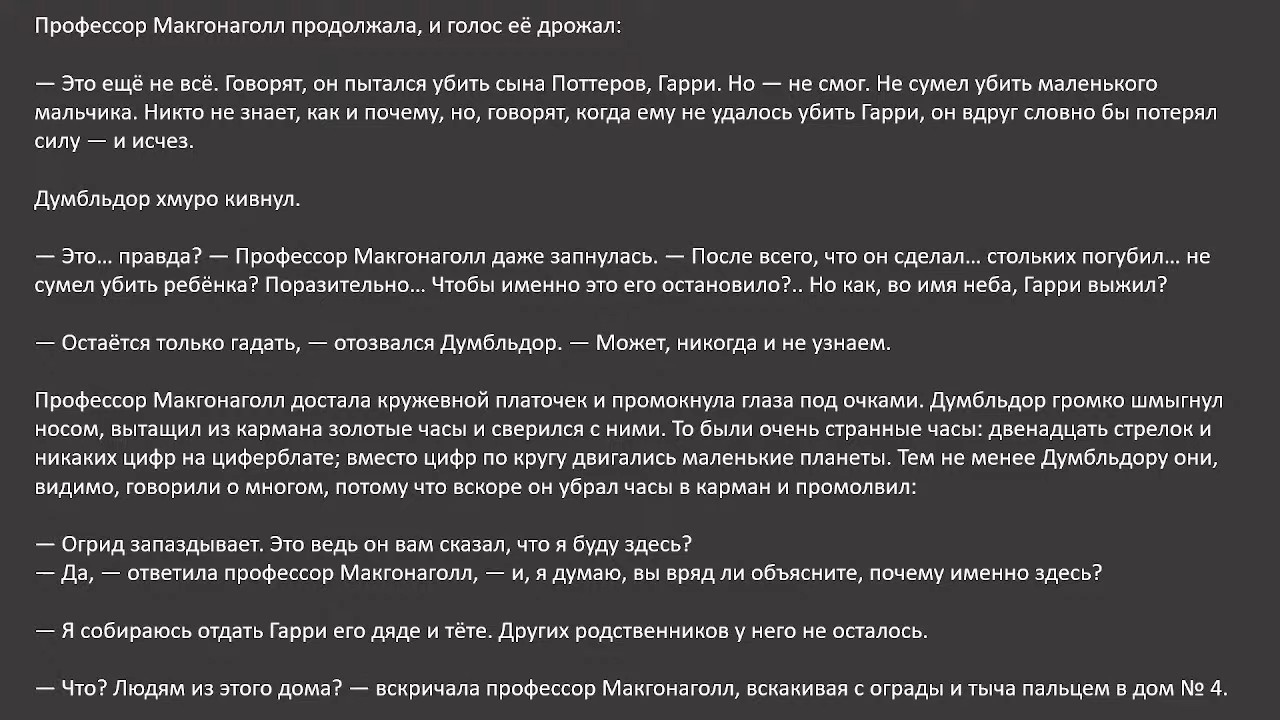 Профессор Макгонаголл продолжала, и голос её дрожал:
— Это ещё не всё. Говорят, он пытался убить сына Поттеров, Гарри. Но — не смог. Не сумел убить маленького
мальчика. Никто не знает, как и почему, но, говорят, когда ему не удалось убить Гарри, он вдруг словно бы потерял
силу — и исчез.
Думбльдор хмуро кивнул.
— Это… правда? — Профессор Макгонаголл даже запнулась. — После всего, что он сделал… стольких погубил… не
сумел убить ребёнка? Поразительно… Чтобы именно это его остановило?.. Но как, во имя неба, Гарри выжил?
— Остаётся только гадать, — отозвался Думбльдор. — Может, никогда и не узнаем.
Профессор Макгонаголл достала кружевной платочек и промокнула глаза под очками. Думбльдор громко шмыгнул
носом, вытащил из кармана золотые часы и сверился с ними. То были очень странные часы: двенадцать стрелок и
никаких цифр на циферблате; вместо цифр по кругу двигались маленькие планеты. Тем не менее Думбльдору они,
видимо, говорили о многом, потому что вскоре он убрал часы в карман и промолвил:
— Огрид запаздывает. Это ведь он вам сказал, что я буду здесь?
— Да, — ответила профессор Макгонаголл, — и, я думаю, вы вряд ли объясните, почему именно здесь?
— Я собираюсь отдать Гарри его дяде и тёте. Других родственников у него не осталось.
— Что? Людям из этого дома? — вскричала профессор Макгонаголл, вскакивая с ограды и тыча пальцем в дом № 4.